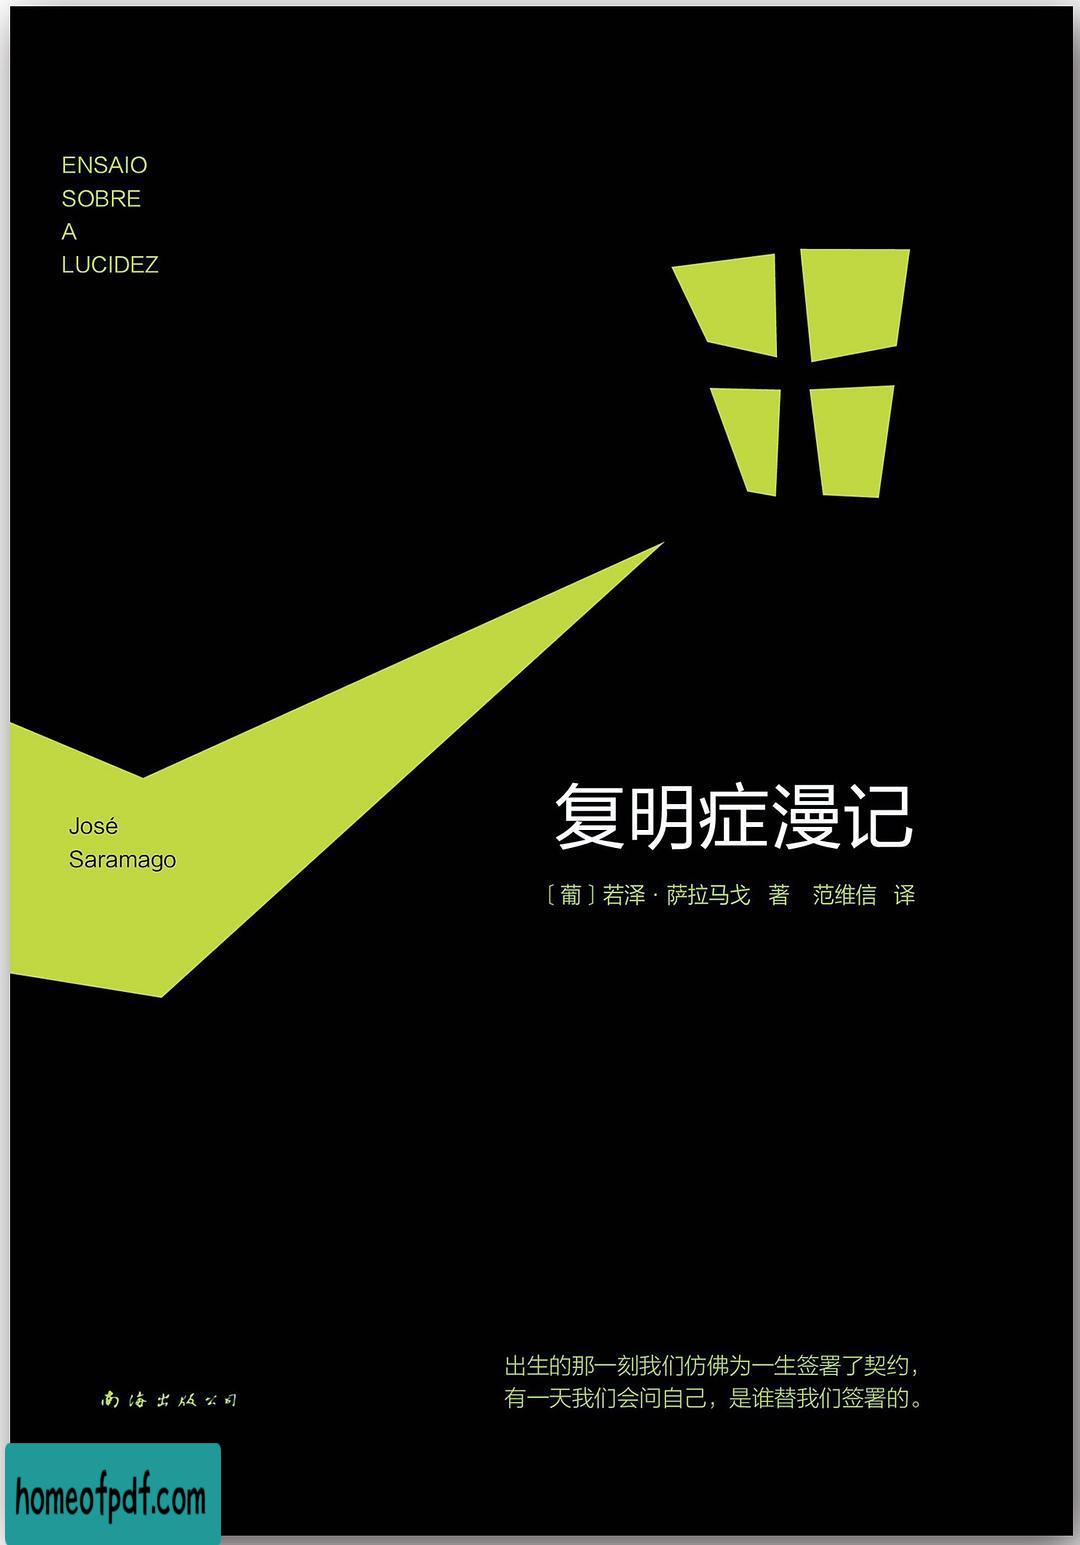 ENSAIO
SOBRE
A
LUCIDEZ
José
Saramago
复明症漫记
〔葡〕若泽·萨拉马戈 著 范维信 译
出生的那一刻我们仿佛为一生签署了契约，
有一天我们会问自己，是谁替我们签署的。
南海出版公司
homeofpdf.com